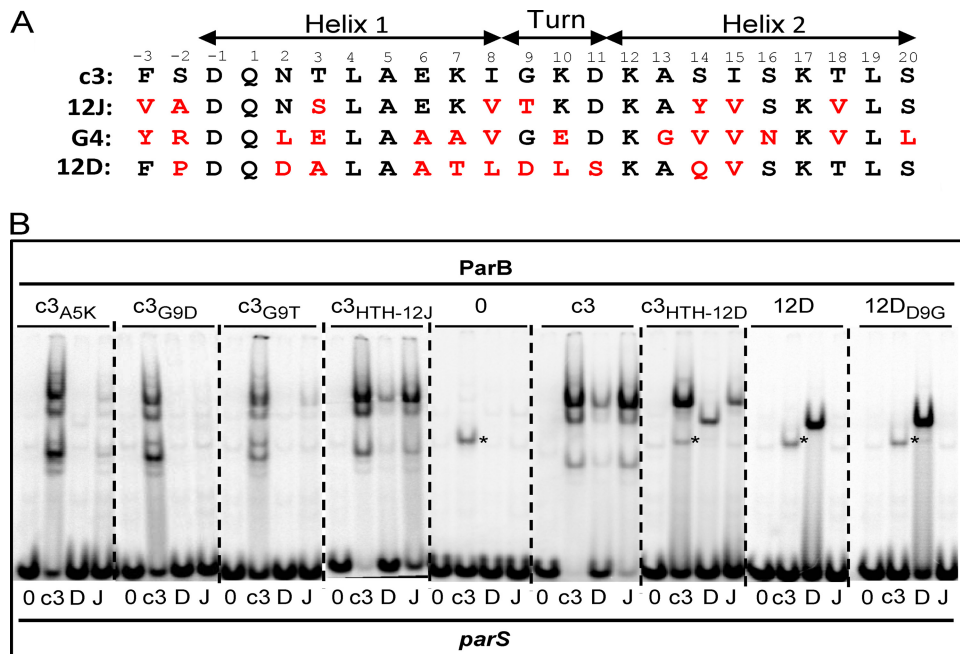 A
Helix 1 Turn Helix 2
-3 -2 -1 1 2 3 4 5 6 7 8 9 10 11 12 13 14 15 16 17 18 19 20
c3: F S D Q N T L A E K I G K D K A S I S K T L S
12J: V A D Q N S L A E K V T K D K A Y V S K V L S
G4: Y R D Q L E L A A A V G E D K G V V N K V L L
12D: F P D Q D A L A A T L D L S K A Q V S K T L S
B
ParB
c3A5K c3G9D c3G9T c3HTH-12J 0 c3 c3HTH-12D 12D 12DD9G
* * * *
0 c3 D J 0 c3 D J 0 c3 D J 0 c3 D J 0 c3 D J 0 c3 D J 0 c3 D J 0 c3 D J 0 c3 D J
parS